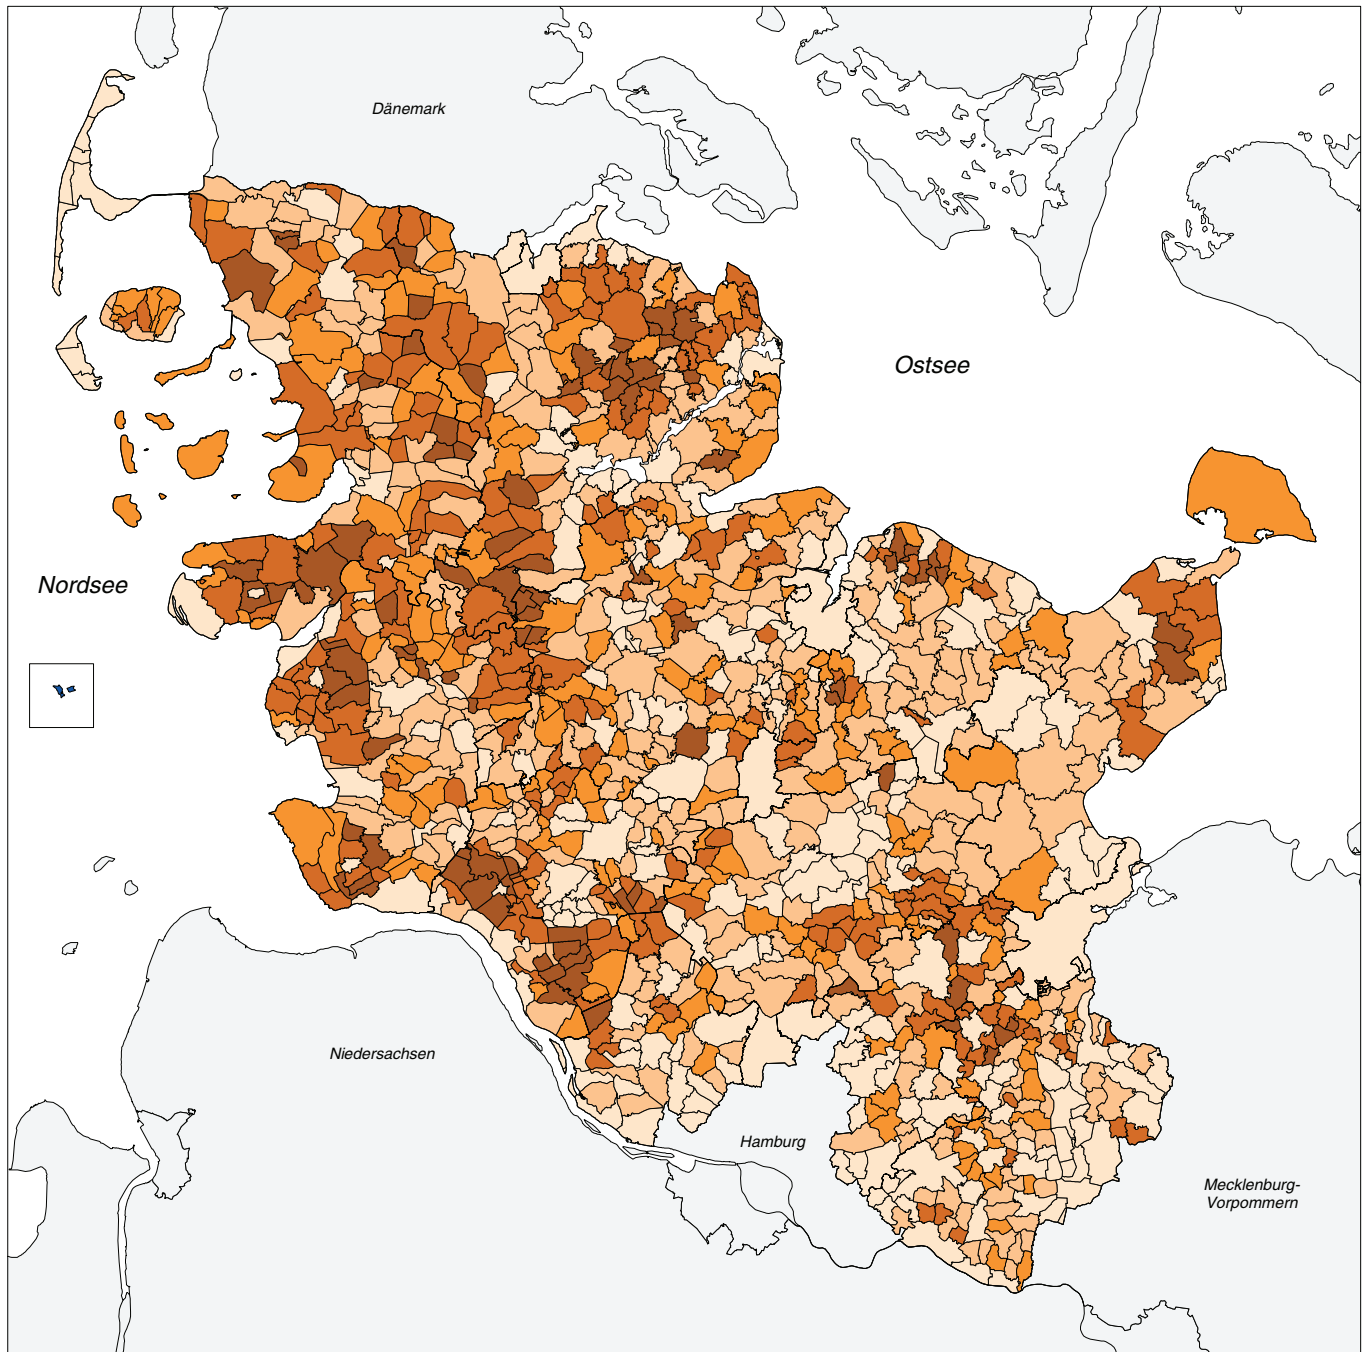 Dänemark
Ostsee
Nordsee
Niedersachsen
Hamburg
Mecklenburg-
Vorpommern